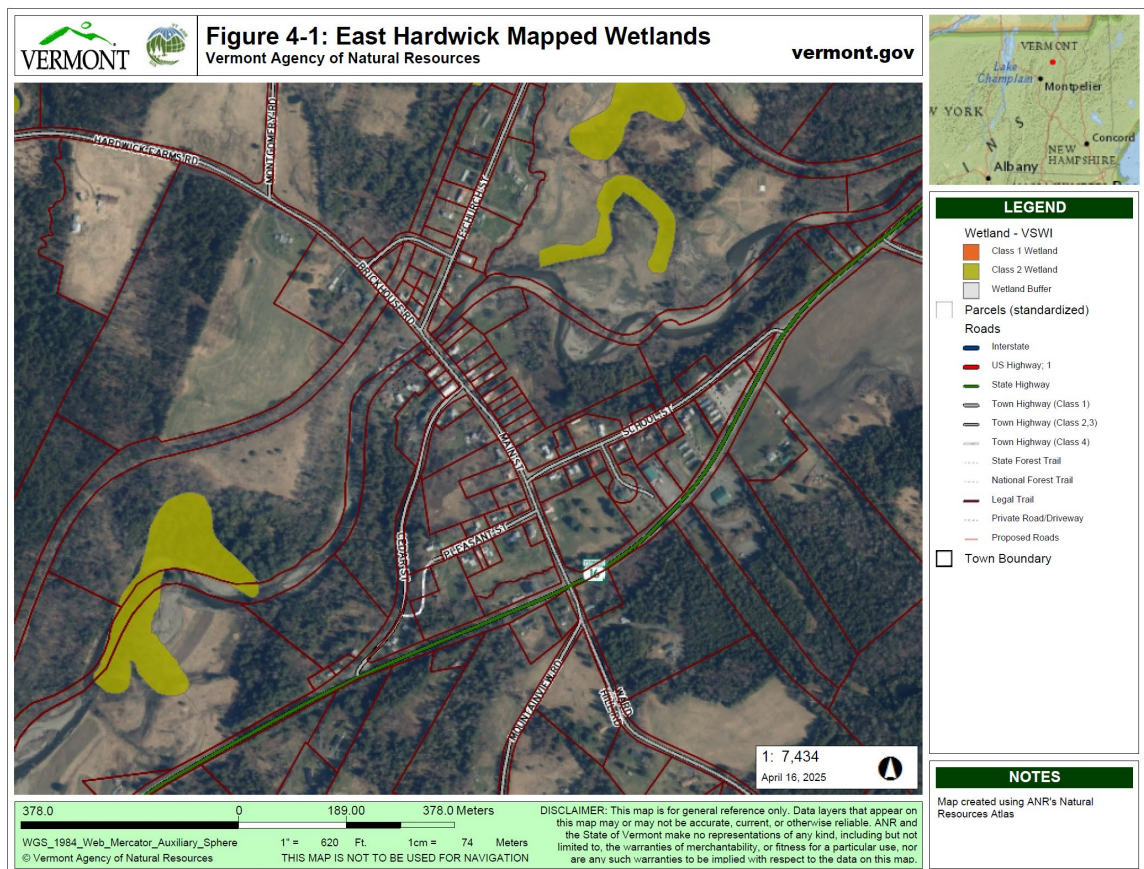 VERMONT
Figure 4-1: East Hardwick Mapped Wetlands
Vermont Agency of Natural Resources
vermont.gov
VERMONT
Lake
Champlain
Montpelier
W YORK
Concord
NEW
HAMPSHIRE
Albany
HARDWICK FARMS RD
MONTGOMERY RD
CHURCH ST
BRICKHOUSE RD
MAIN ST
SCHOOL ST
CEDAR ST
PLEASANT ST
16
MOUNTAINVIEW RD
WARD
HILL RD
1: 7,434
April 16, 2025
LEGEND
Wetland - VSWI
Class 1 Wetland
Class 2 Wetland
Wetland Buffer
Parcels (standardized)
Roads
Interstate
US Highway; 1
State Highway
Town Highway (Class 1)
Town Highway (Class 2,3)
Town Highway (Class 4)
State Forest Trail
National Forest Trail
Legal Trail
Private Road/Driveway
Proposed Roads
Town Boundary
NOTES
Map created using ANR's Natural
Resources Atlas
378.0 0 189.00 378.0 Meters
WGS_1984_Web_Mercator_Auxiliary_Sphere 1" = 620 Ft. 1cm = 74 Meters
© Vermont Agency of Natural Resources THIS MAP IS NOT TO BE USED FOR NAVIGATION
DISCLAIMER: This map is for general reference only. Data layers that appear on
this map may or may not be accurate, current, or otherwise reliable. ANR and
the State of Vermont make no representations of any kind, including but not
limited to, the warranties of merchantability, or fitness for a particular use, nor
are any such warranties to be implied with respect to the data on this map.